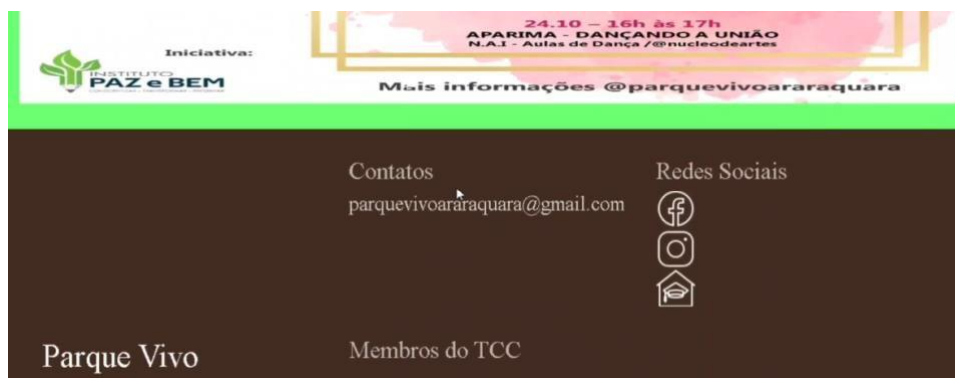 24.10 – 16h às 17h
APARIMA - DANÇANDO A UNIÃO
N.A.I - Aulas de Dança /@nucleodeartes
Iniciativa:
INSTITUTO
PAZ e BEM
Mais informações @parquevivoararaquara
Contatos
parquevivoararaquara@gmail.com
Redes Sociais
Parque Vivo
Membros do TCC